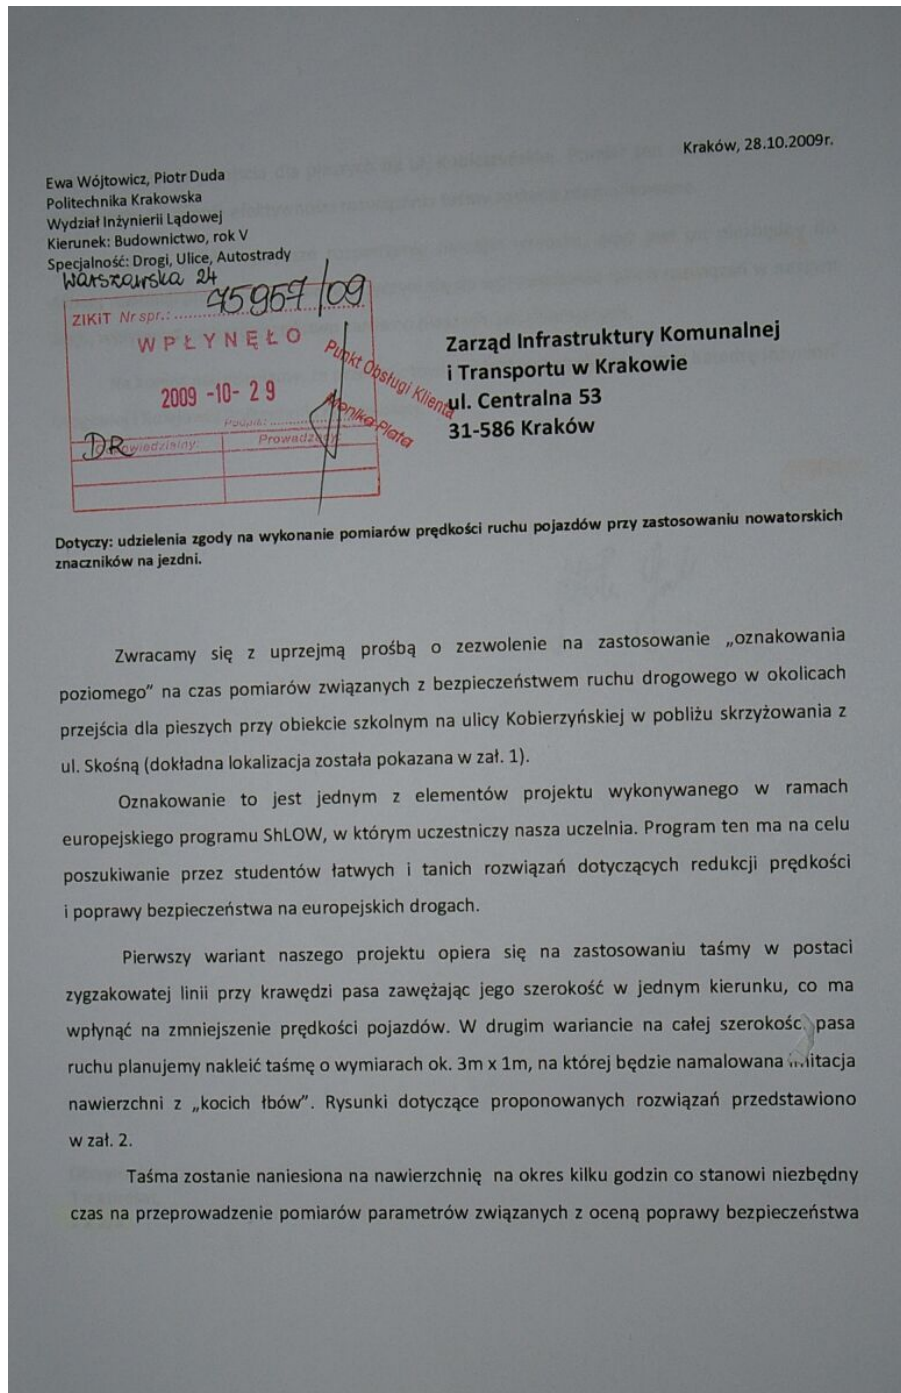 Kraków, 28.10.2009r.
Ewa Wójtowicz, Piotr Duda
Politechnika Krakowska
Wydział Inżynierii Lądowej
Kierunek: Budownictwo, rok V
Specjalność: Drogi, Ulice, Autostrady
Warszawska 24
ZIKiT Nr spr.: 75957/09
WPŁYNĘŁO
2009 -10- 29
Podpis:
Prowadzący:
DR
Punkt Obsługi Klienta
Monika Plata
Zarząd Infrastruktury Komunalnej
i Transportu w Krakowie
ul. Centralna 53
31-586 Kraków
Dotyczy: udzielenia zgody na wykonanie pomiarów prędkości ruchu pojazdów przy zastosowaniu nowatorskich
znaczników na jezdni.
Zwracamy się z uprzejmą prośbą o zezwolenie na zastosowanie „oznakowania
poziomego” na czas pomiarów związanych z bezpieczeństwem ruchu drogowego w okolicach
przejścia dla pieszych przy obiekcie szkolnym na ulicy Kobierzyńskiej w pobliżu skrzyżowania z
ul. Skośną (dokładna lokalizacja została pokazana w zał. 1).
Oznakowanie to jest jednym z elementów projektu wykonywanego w ramach
europejskiego programu ShLOW, w którym uczestniczy nasza uczelnia. Program ten ma na celu
poszukiwanie przez studentów łatwych i tanich rozwiązań dotyczących redukcji prędkości
i poprawy bezpieczeństwa na europejskich drogach.
Pierwszy wariant naszego projektu opiera się na zastosowaniu taśmy w postaci
zygzakowatej linii przy krawędzi pasa zawężając jego szerokość w jednym kierunku, co ma
wpłynąć na zmniejszenie prędkości pojazdów. W drugim wariancie na całej szerokości pasa
ruchu planujemy nakleić taśmę o wymiarach ok. 3m x 1m, na której będzie namalowana imitacja
nawierzchni z „kocich łbów”. Rysunki dotyczące proponowanych rozwiązań przedstawiono
w zał. 2.
Taśma zostanie naniesiona na nawierzchnię na okres kilku godzin co stanowi niezbędny
czas na przeprowadzenie pomiarów parametrów związanych z oceną poprawy bezpieczeństwa